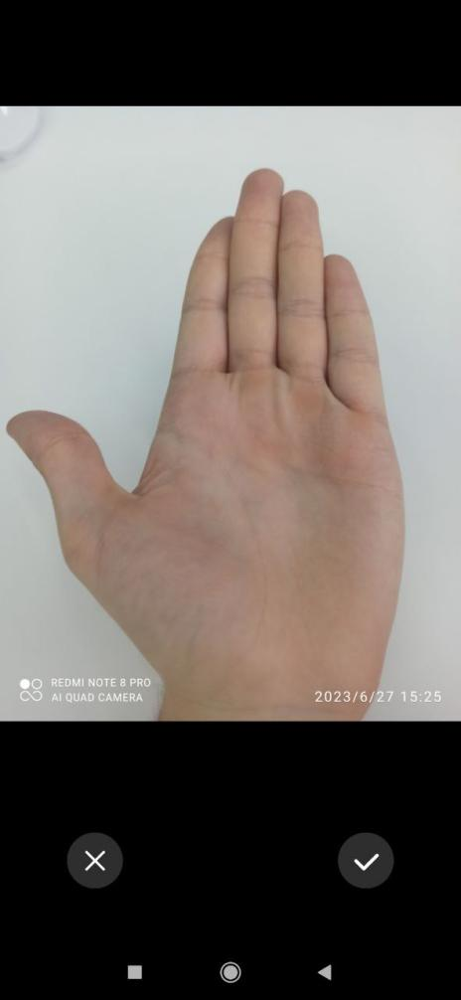 REDMI NOTE 8 PRO
AI QUAD CAMERA
2023/6/27 15:25